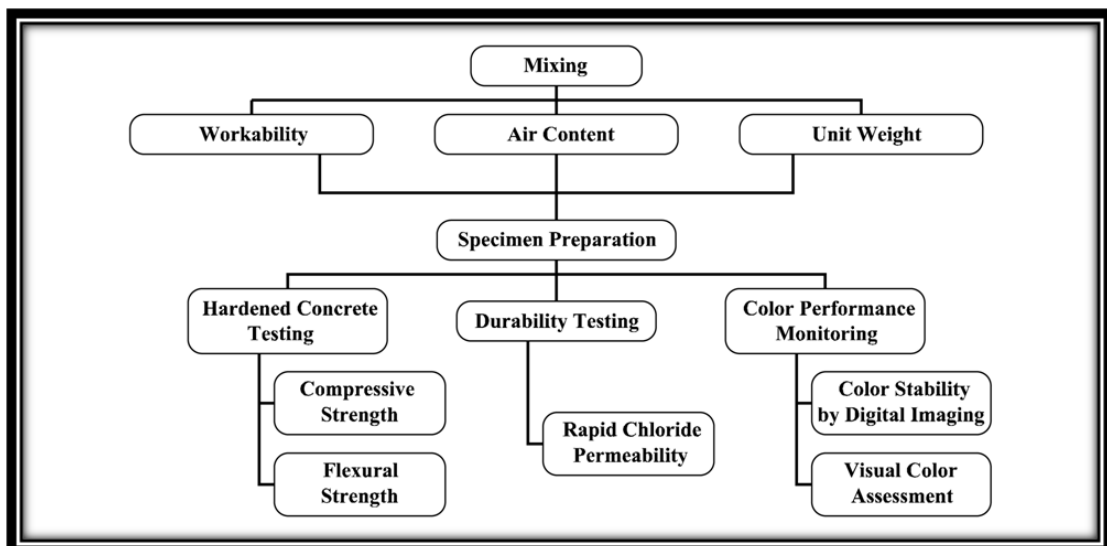 Mixing
Workability
Air Content
Unit Weight
Specimen Preparation
Hardened Concrete
Testing
Durability Testing
Color Performance
Monitoring
Compressive
Strength
Flexural
Strength
Rapid Chloride
Permeability
Color Stability
by Digital Imaging
Visual Color
Assessment